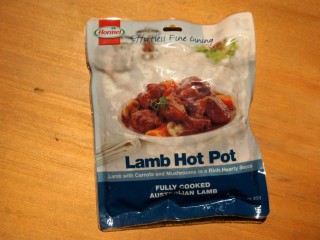 Hormel
Effortless Fine Dining
Lamb Hot Pot
Lamb with Carrots and Mushrooms in a Rich Hearty Sauce
FULLY COOKED
AUSTRALIAN LAMB